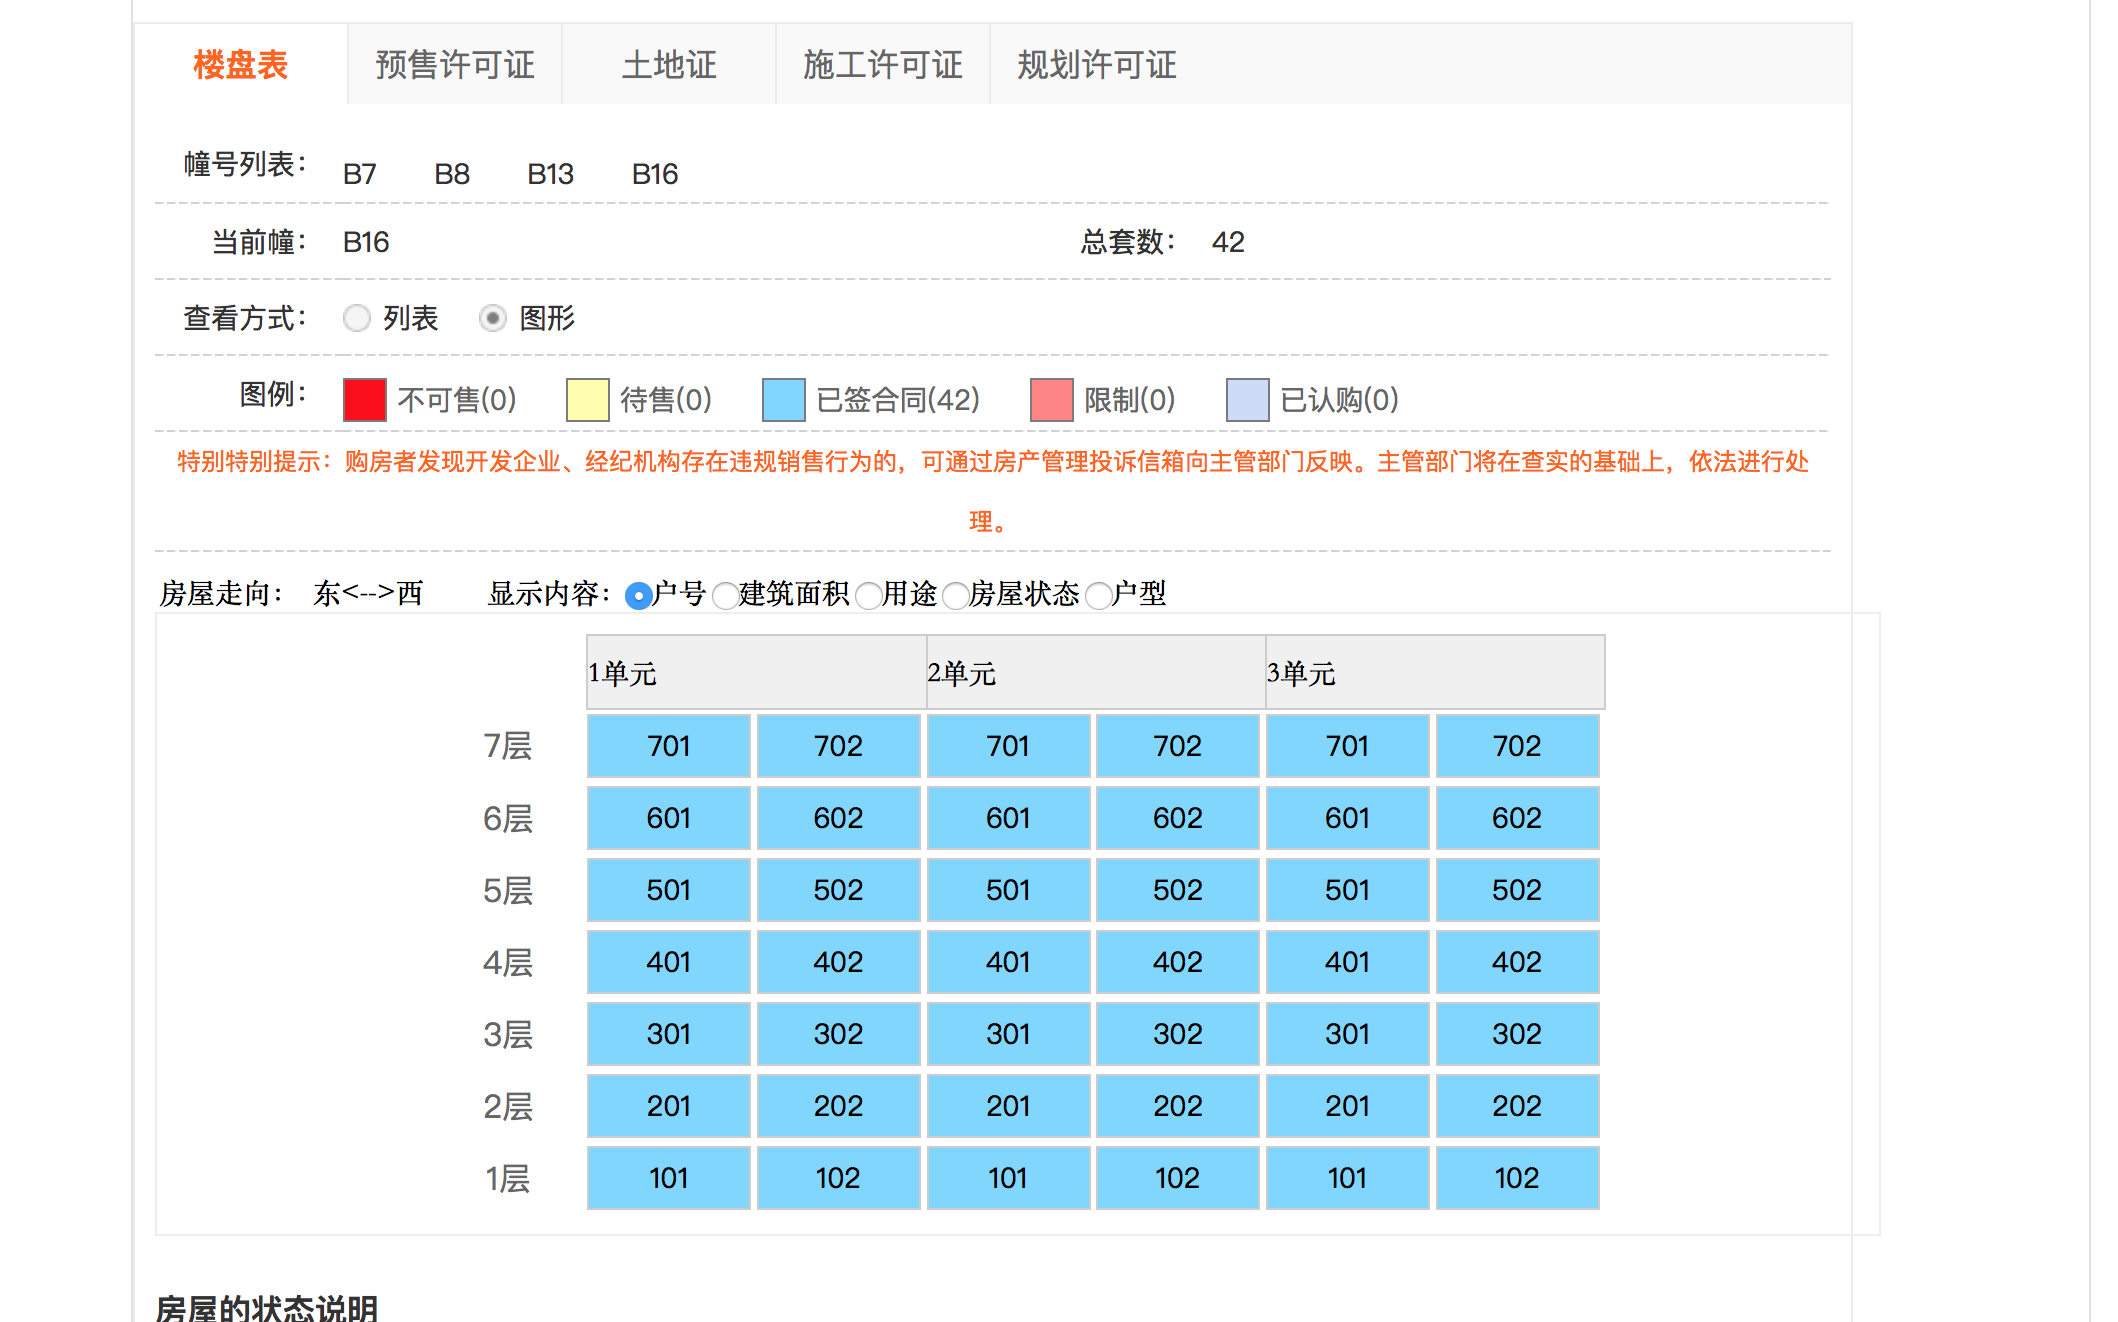 楼盘表 预售许可证 土地证 施工许可证 规划许可证
幢号列表： B7 B8 B13 B16
当前幢： B16 总套数： 42
查看方式： 列表 图形
图例： 不可售(0) 待售(0) 已签合同(42) 限制(0) 已认购(0)
特别特别提示：购房者发现开发企业、经纪机构存在违规销售行为的，可通过房产管理投诉信箱向主管部门反映。主管部门将在查实的基础上，依法进行处
理。
房屋走向： 东<-->西 显示内容： 户号 建筑面积 用途 房屋状态 户型
1单元 2单元 3单元
7层 701 702 701 702 701 702
6层 601 602 601 602 601 602
5层 501 502 501 502 501 502
4层 401 402 401 402 401 402
3层 301 302 301 302 301 302
2层 201 202 201 202 201 202
1层 101 102 101 102 101 102
房屋的状态说明